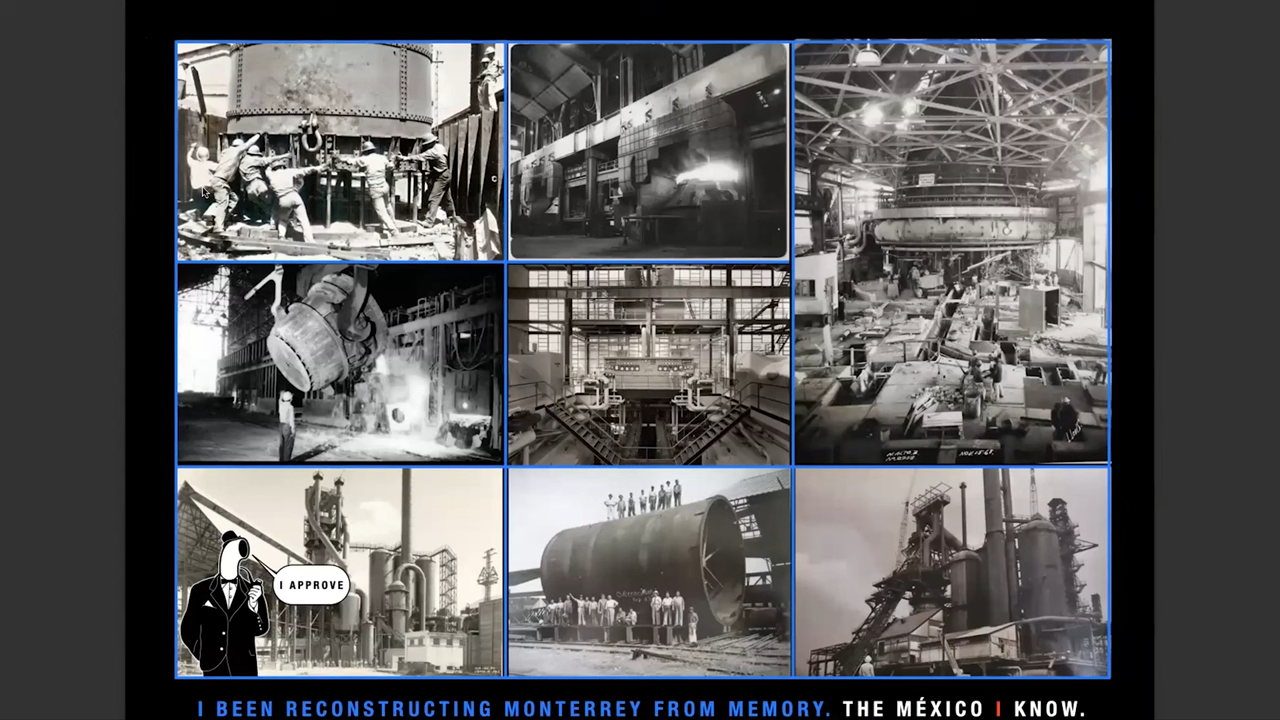 I APPROVE
I BEEN RECONSTRUCTING MONTERREY FROM MEMORY. THE MÉXICO I KNOW.